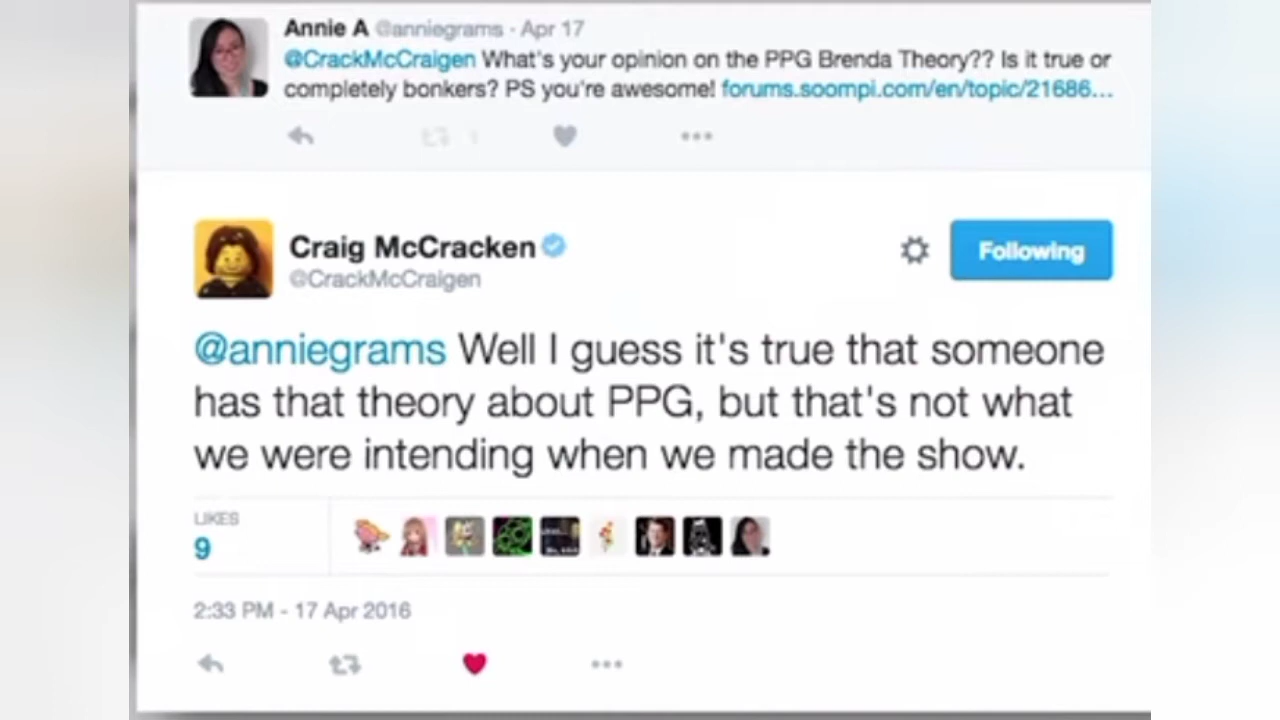 Annie A @anniegrams · Apr 17
@CrackMcCraigen What's your opinion on the PPG Brenda Theory?? Is it true or
completely bonkers? PS you're awesome! forums.soompi.com/en/topic/21686...
Craig McCracken
@CrackMcCraigen
Following
@anniegrams Well I guess it's true that someone
has that theory about PPG, but that's not what
we were intending when we made the show.
LIKES
9
2:33 PM - 17 Apr 2016